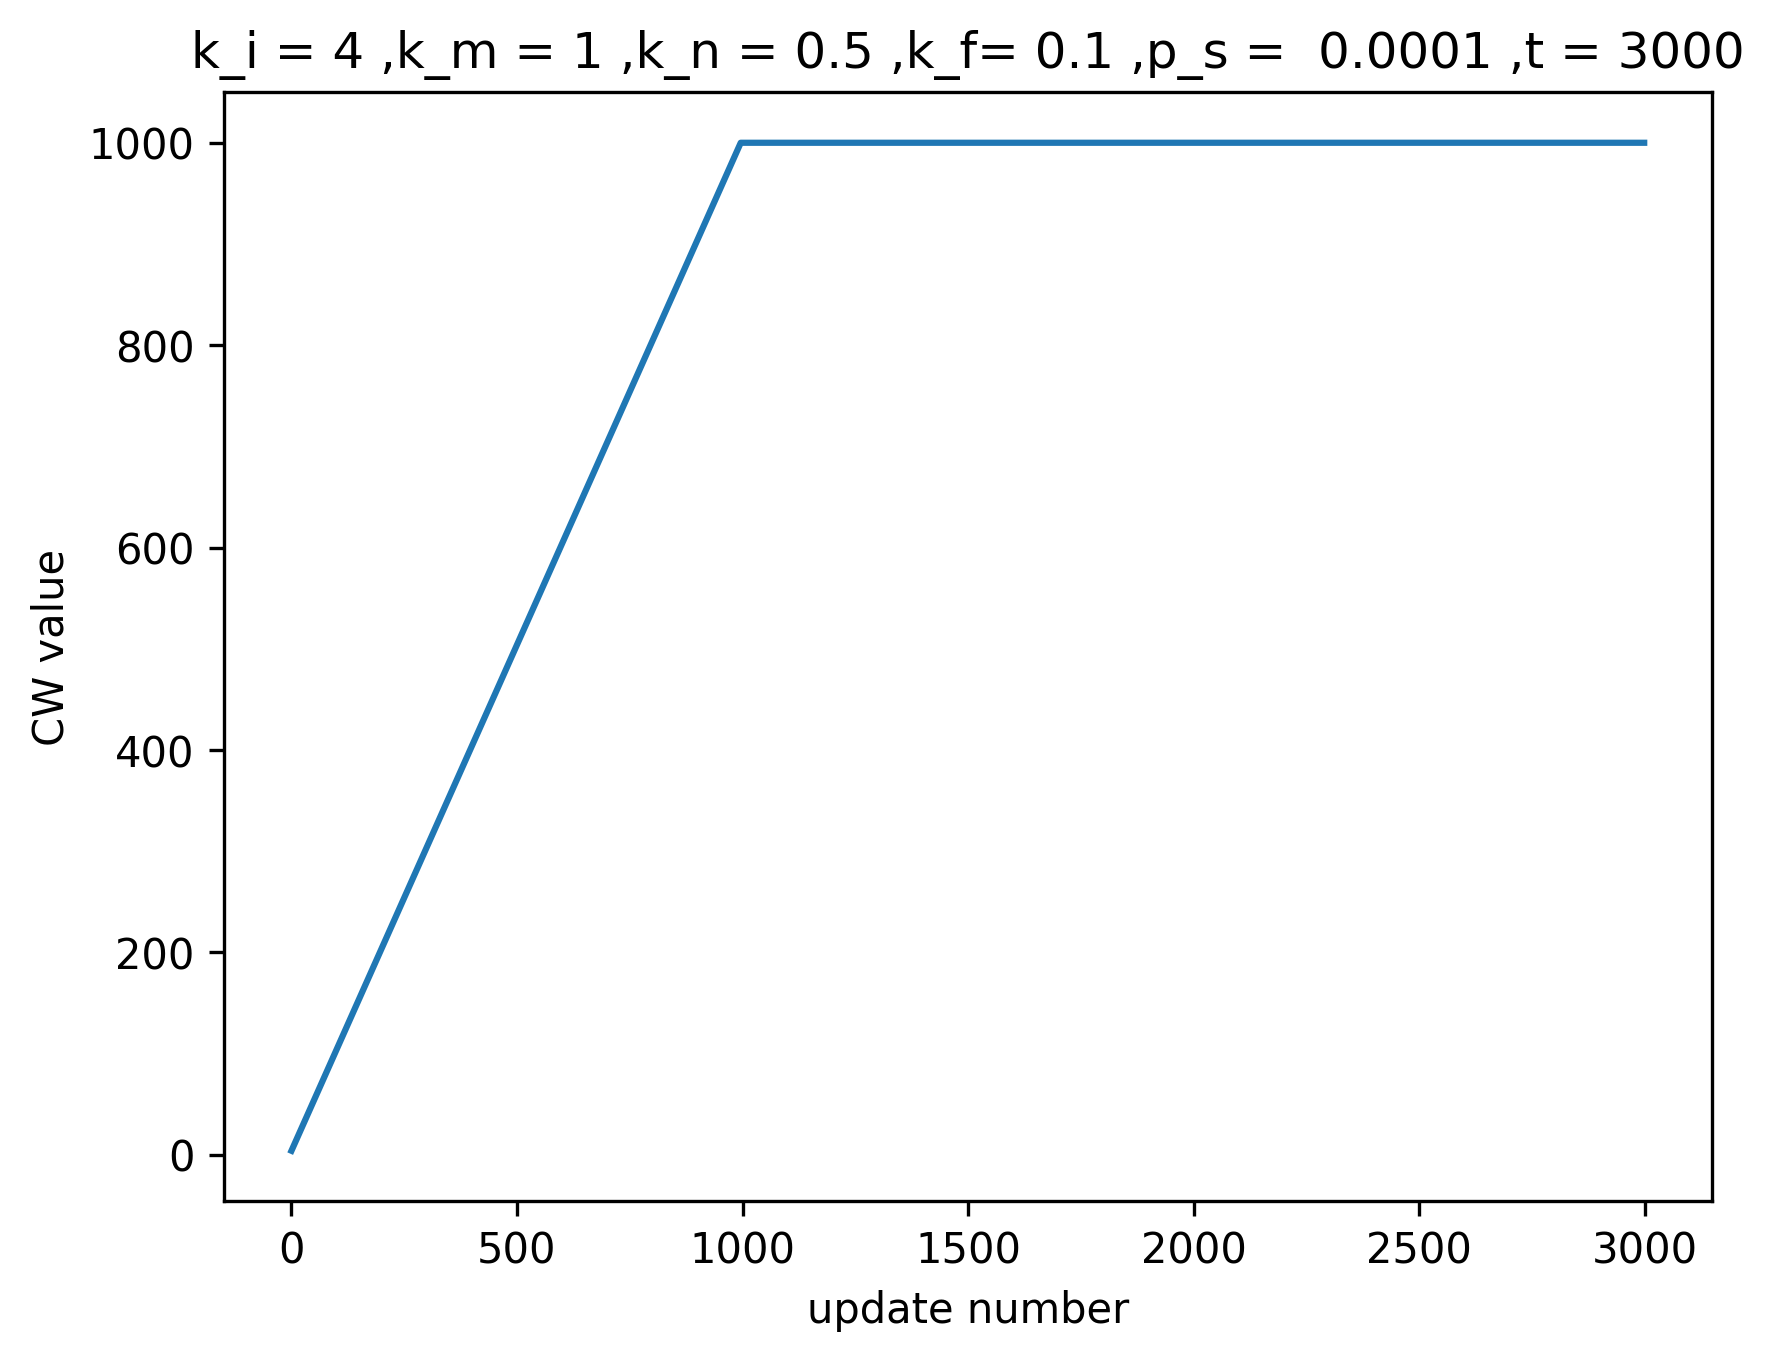 k_i = 4 ,k_m = 1 ,k_n = 0.5 ,k_f= 0.1 ,p_s =  0.0001 ,t = 3000
1000
800
600
400
200
0
CW value
0 500 1000 1500 2000 2500 3000
update number